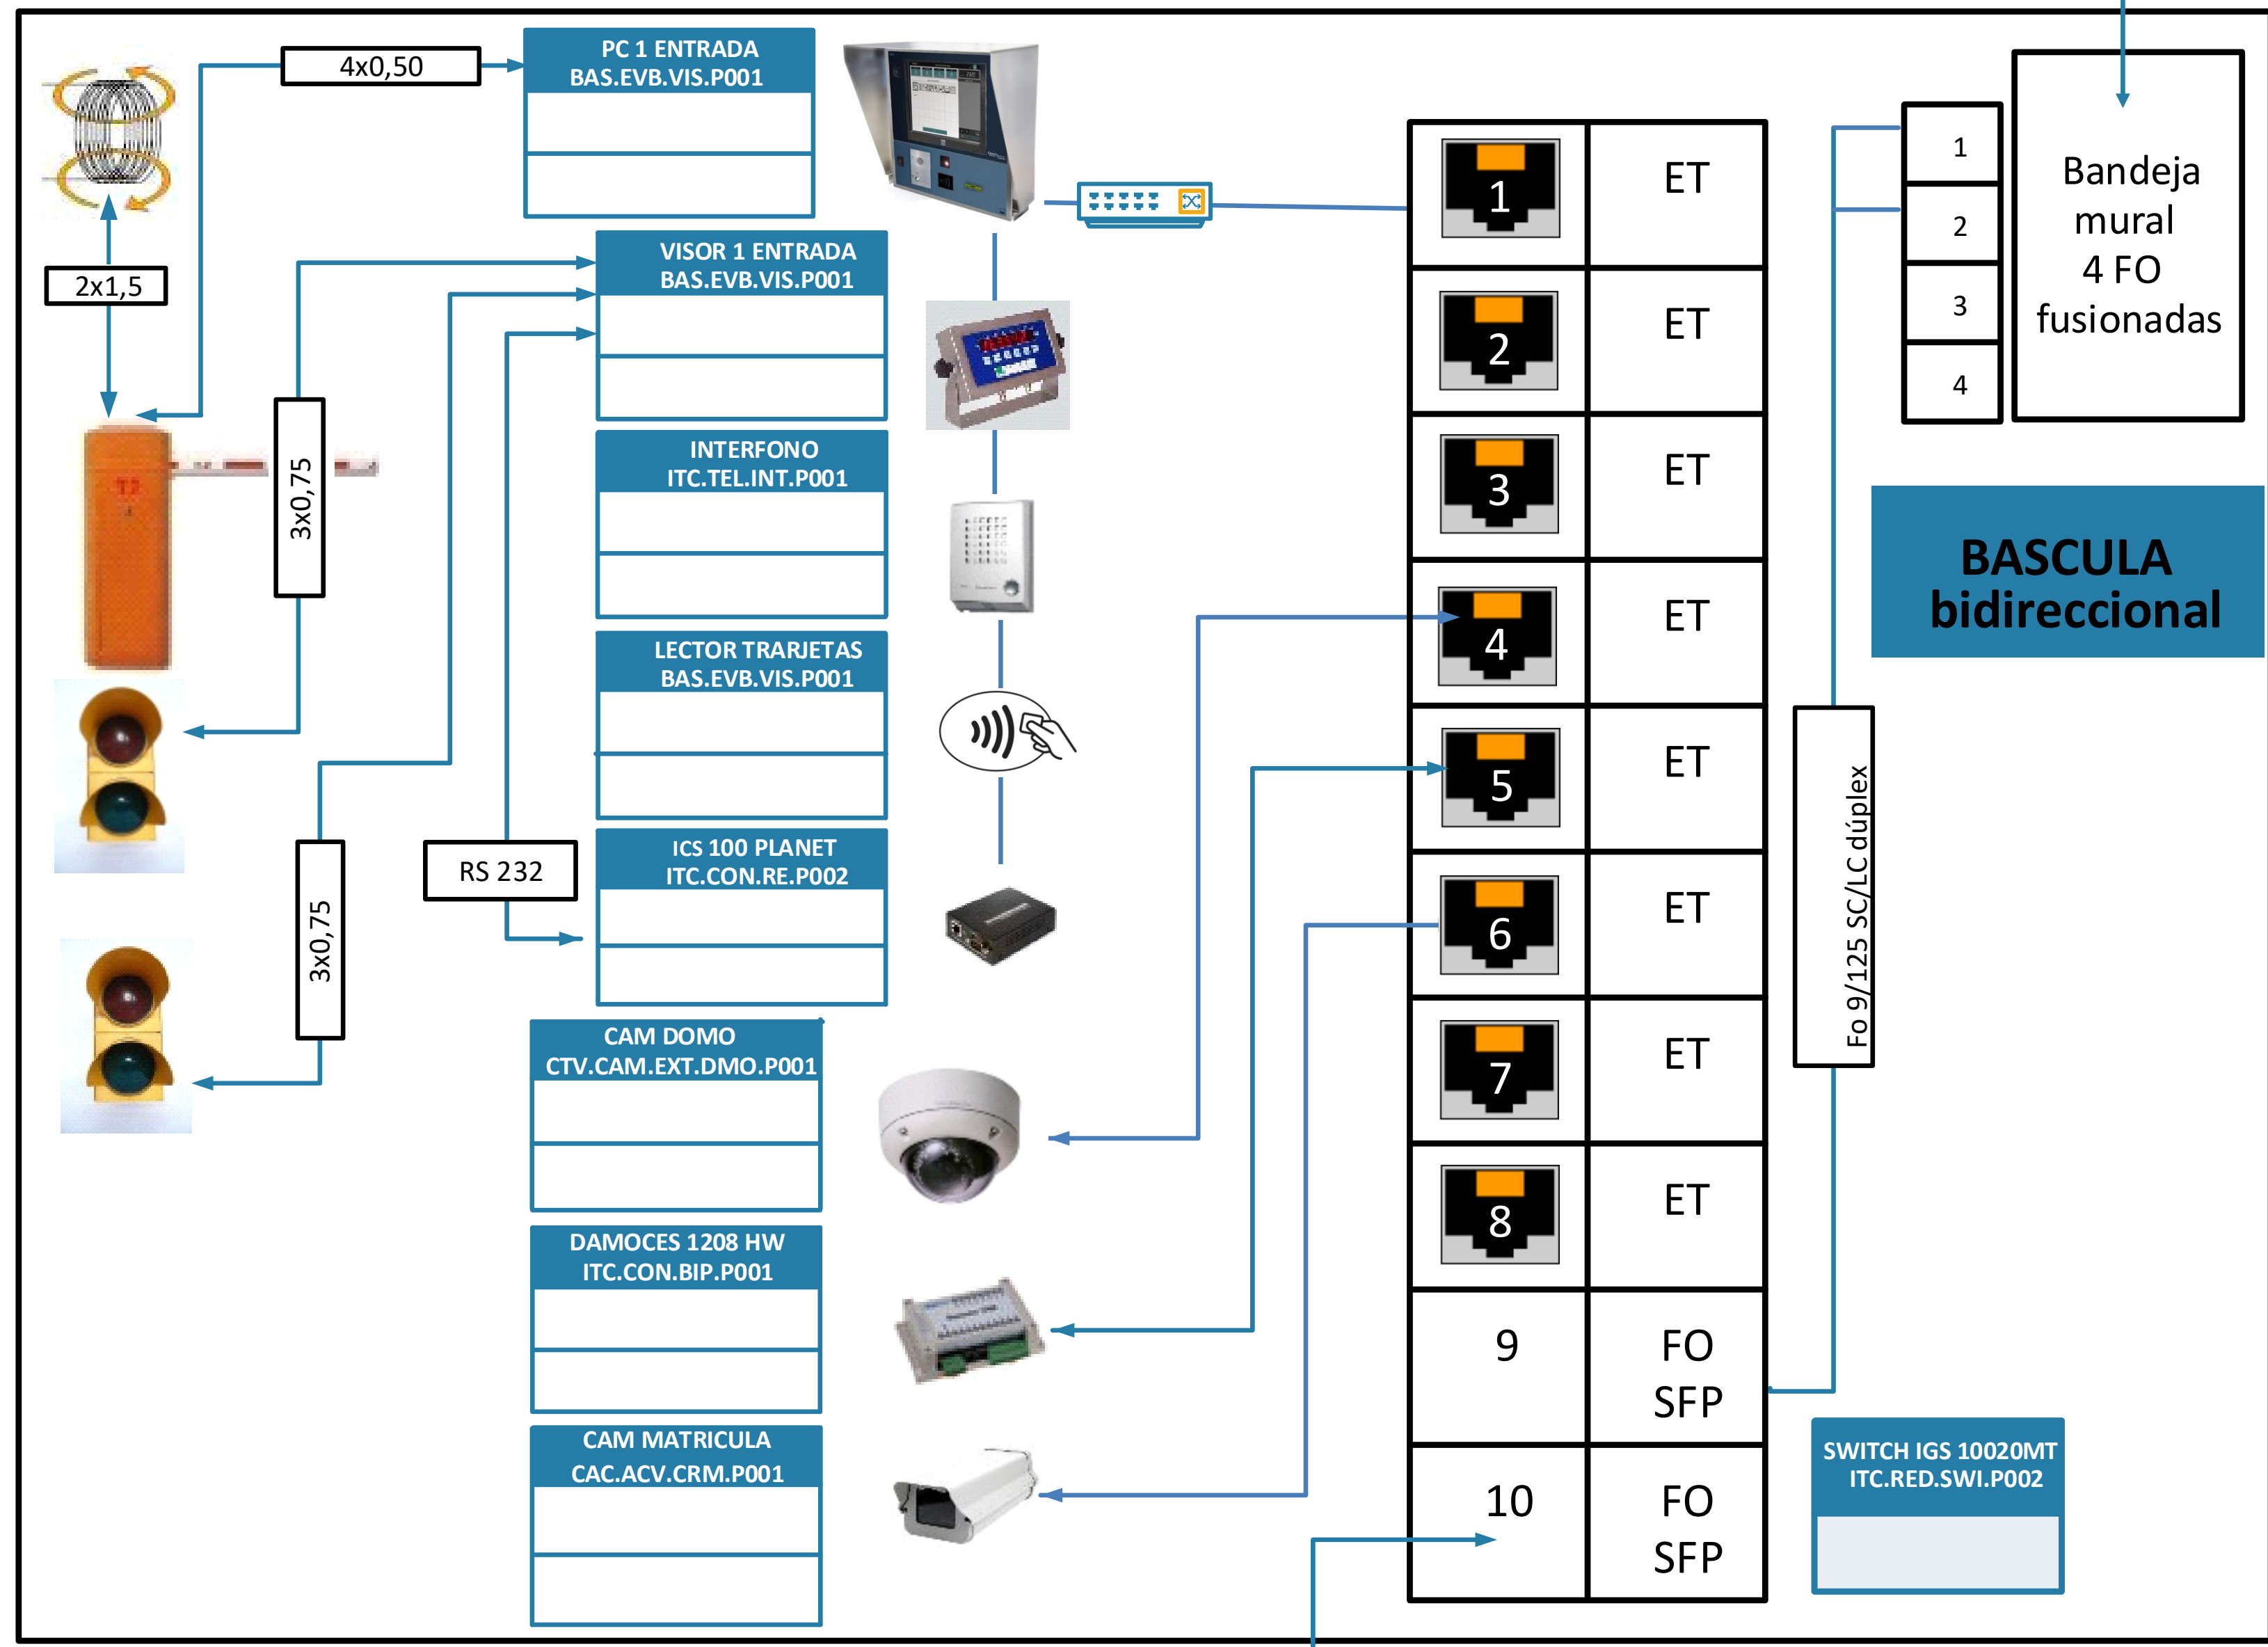 4x0,50
2x1,5
3x0,75
3x0,75
RS 232
PC 1 ENTRADA
BAS.EVB.VIS.P001
VISOR 1 ENTRADA
BAS.EVB.VIS.P001
INTERFONO
ITC.TEL.INT.P001
LECTOR TRARJETAS
BAS.EVB.VIS.P001
ICS 100 PLANET
ITC.CON.RE.P002
CAM DOMO
CTV.CAM.EXT.DMO.P001
DAMOCES 1208 HW
ITC.CON.BIP.P001
CAM MATRICULA
CAC.ACV.CRM.P001
1 ET
2 ET
3 ET
4 ET
5 ET
6 ET
7 ET
8 ET
9 FO
SFP
10 FO
SFP
1
2
3
4
Bandeja
mural
4 FO
fusionadas
BASCULA
bidireccional
Fo 9/125 SC/LC dúplex
SWITCH IGS 10020MT
ITC.RED.SWI.P002